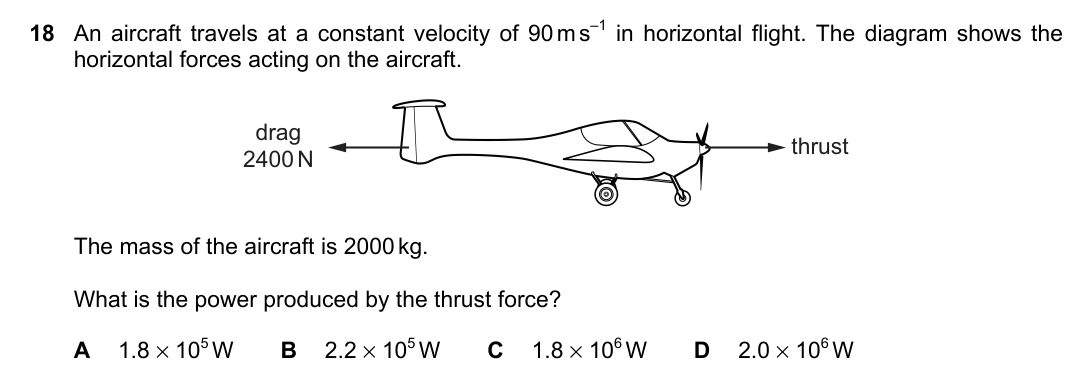 18 An aircraft travels at a constant velocity of 90 m s⁻¹ in horizontal flight. The diagram shows the
horizontal forces acting on the aircraft.
drag
2400 N
thrust
The mass of the aircraft is 2000 kg.
What is the power produced by the thrust force?
A 1.8 × 10⁵ W B 2.2 × 10⁵ W C 1.8 × 10⁶ W D 2.0 × 10⁶ W